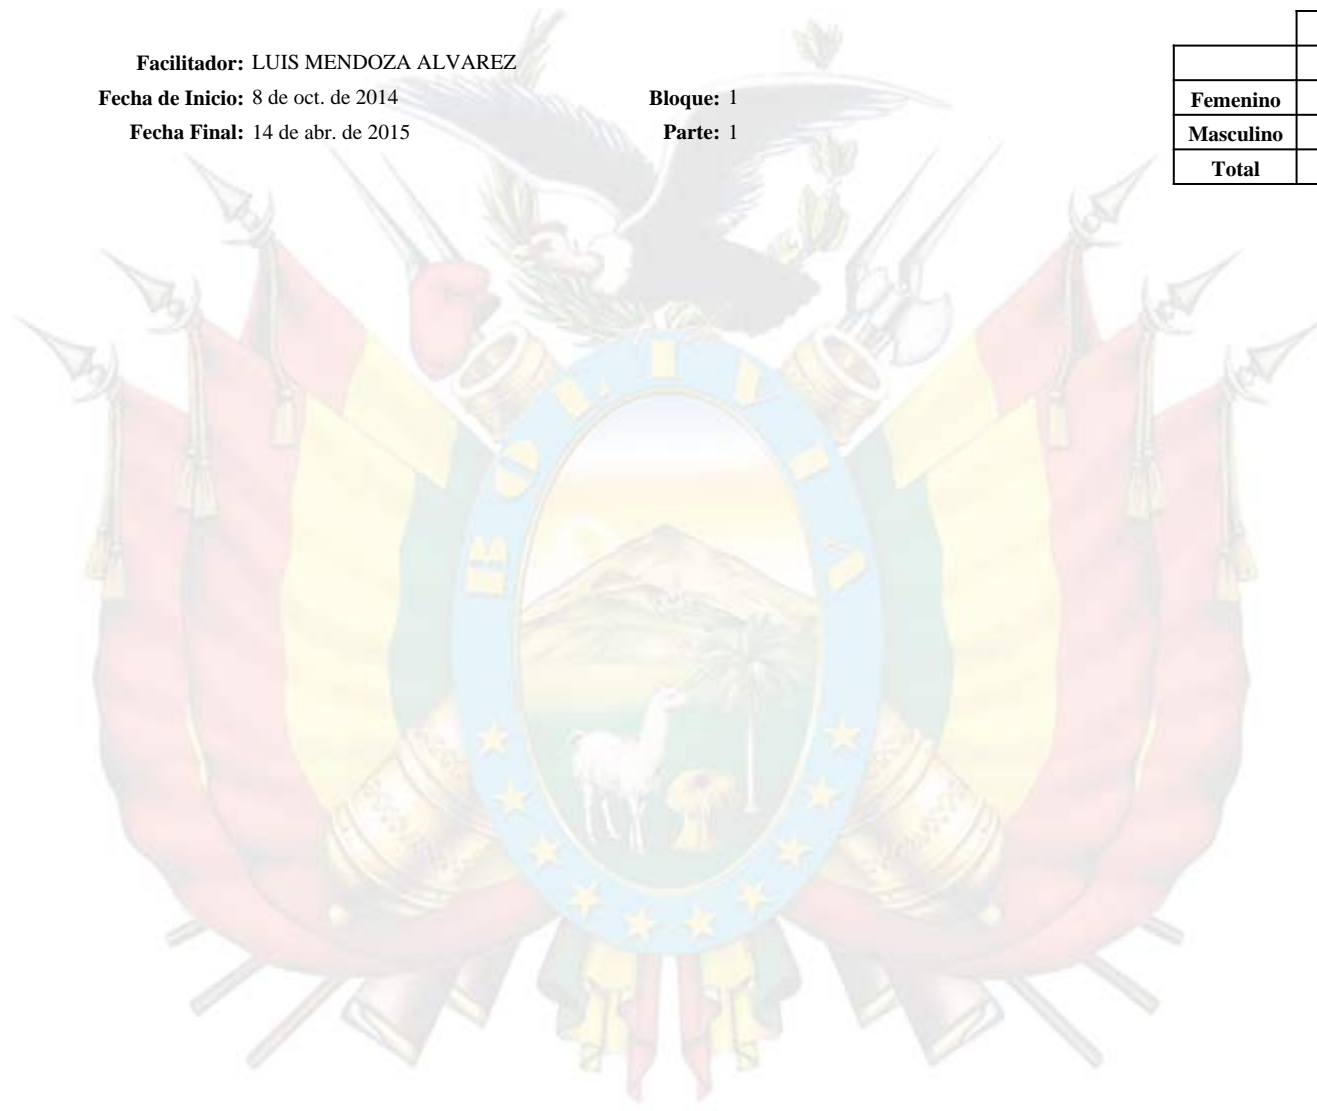 Facilitador: LUIS MENDOZA ALVAREZ
Fecha de Inicio: 8 de oct. de 2014 Bloque: 1
Fecha Final: 14 de abr. de 2015 Parte: 1
Femenino
Masculino
Total
BOLIVIA